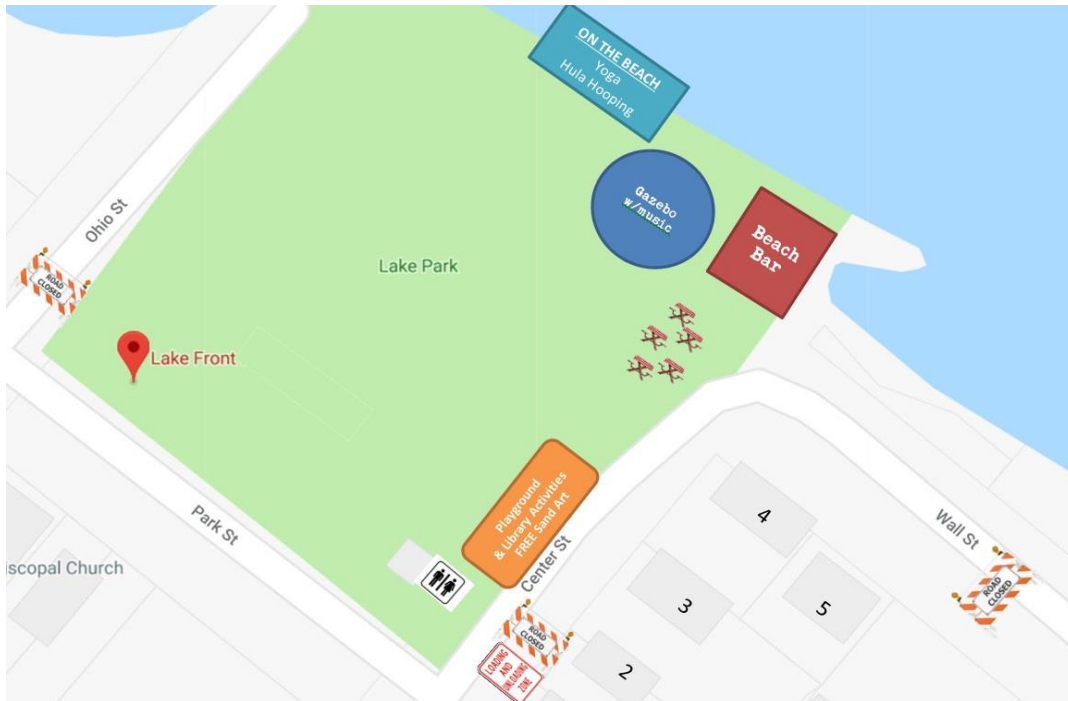 ON THE BEACH
Yoga
Hula Hooping
Gazebo
w/music
Beach
Bar
Ohio St
ROAD
CLOSED
Lake Park
Lake Front
Playground
& Library Activities
FREE Sand Art
Park St
iscopal Church
Center St
Wall St
4
3
5
2
ROAD
CLOSED
ROAD
CLOSED
LOADING
AND
UNLOADING
ZONE